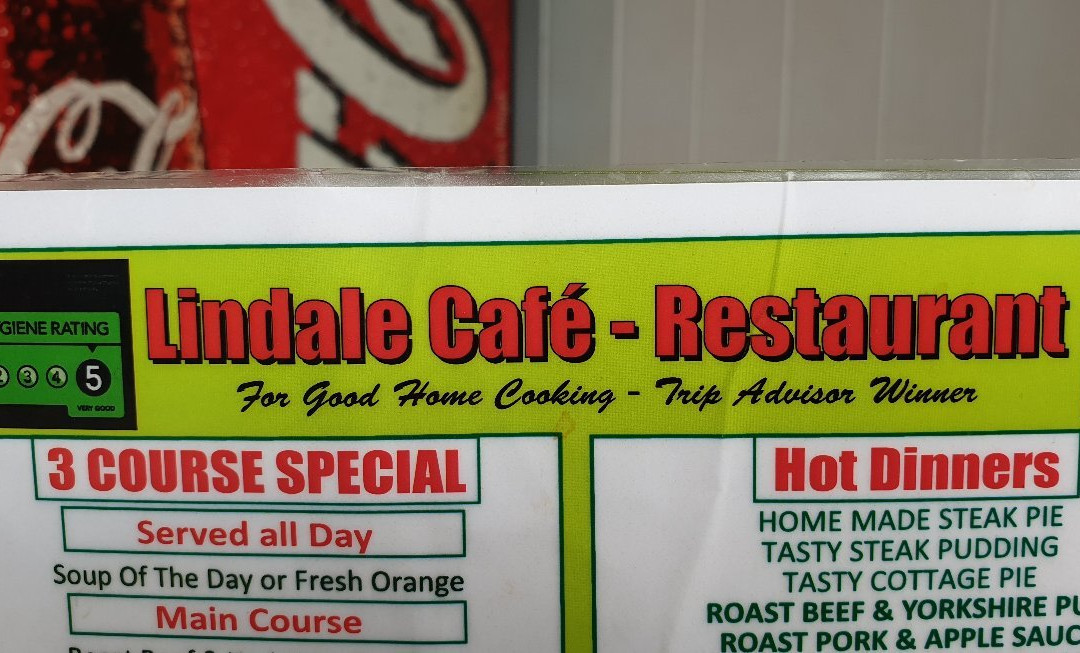 GIENE RATING
3 4 5
VERY GOOD
Lindale Café - Restaurant
For Good Home Cooking - Trip Advisor Winner
3 COURSE SPECIAL
Served all Day
Soup Of The Day or Fresh Orange
Main Course
Hot Dinners
HOME MADE STEAK PIE
TASTY STEAK PUDDING
TASTY COTTAGE PIE
ROAST BEEF & YORKSHIRE PU
ROAST PORK & APPLE SAUC